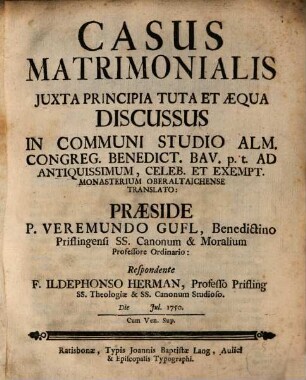 CASUS
MATRIMONIALIS
JUXTA PRINCIPIA TUTA ET ÆQUA
DISCUSSUS
IN COMMUNI STUDIO ALM.
CONGREG. BENEDICT. BAV. p. t. AD
ANTIQUISSIMUM, CELEB. ET EXEMPT.
MONASTERIUM OBERALTAICHENSE
TRANSLATO:
PRÆSIDE
P. VEREMUNDO GUFL, Benedictino
Priflingensi SS. Canonum & Moralium
Professore Ordinario:
Respondente
F. ILDEPHONSO HERMAN, Professo Prifling
SS. Theologiæ & SS. Canonum Studioso.
Die Jul. 1750.
Cum Ven. Sup.
Ratisbonæ, Typis Joannis Baptistæ Lang, Aulici
& Episcopalis Typographi.